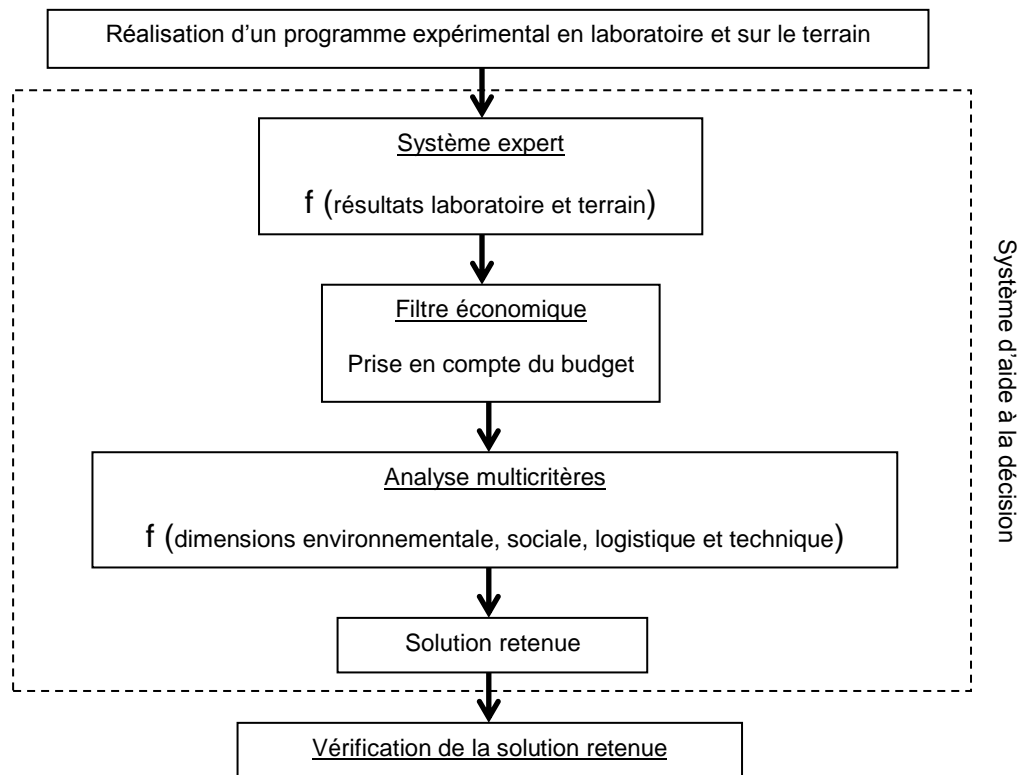 Réalisation d’un programme expérimental en laboratoire et sur le terrain
Système expert
f (résultats laboratoire et terrain)
Filtre économique
Prise en compte du budget
Analyse multicritères
f (dimensions environnementale, sociale, logistique et technique)
Solution retenue
Système d’aide à la décision
Vérification de la solution retenue